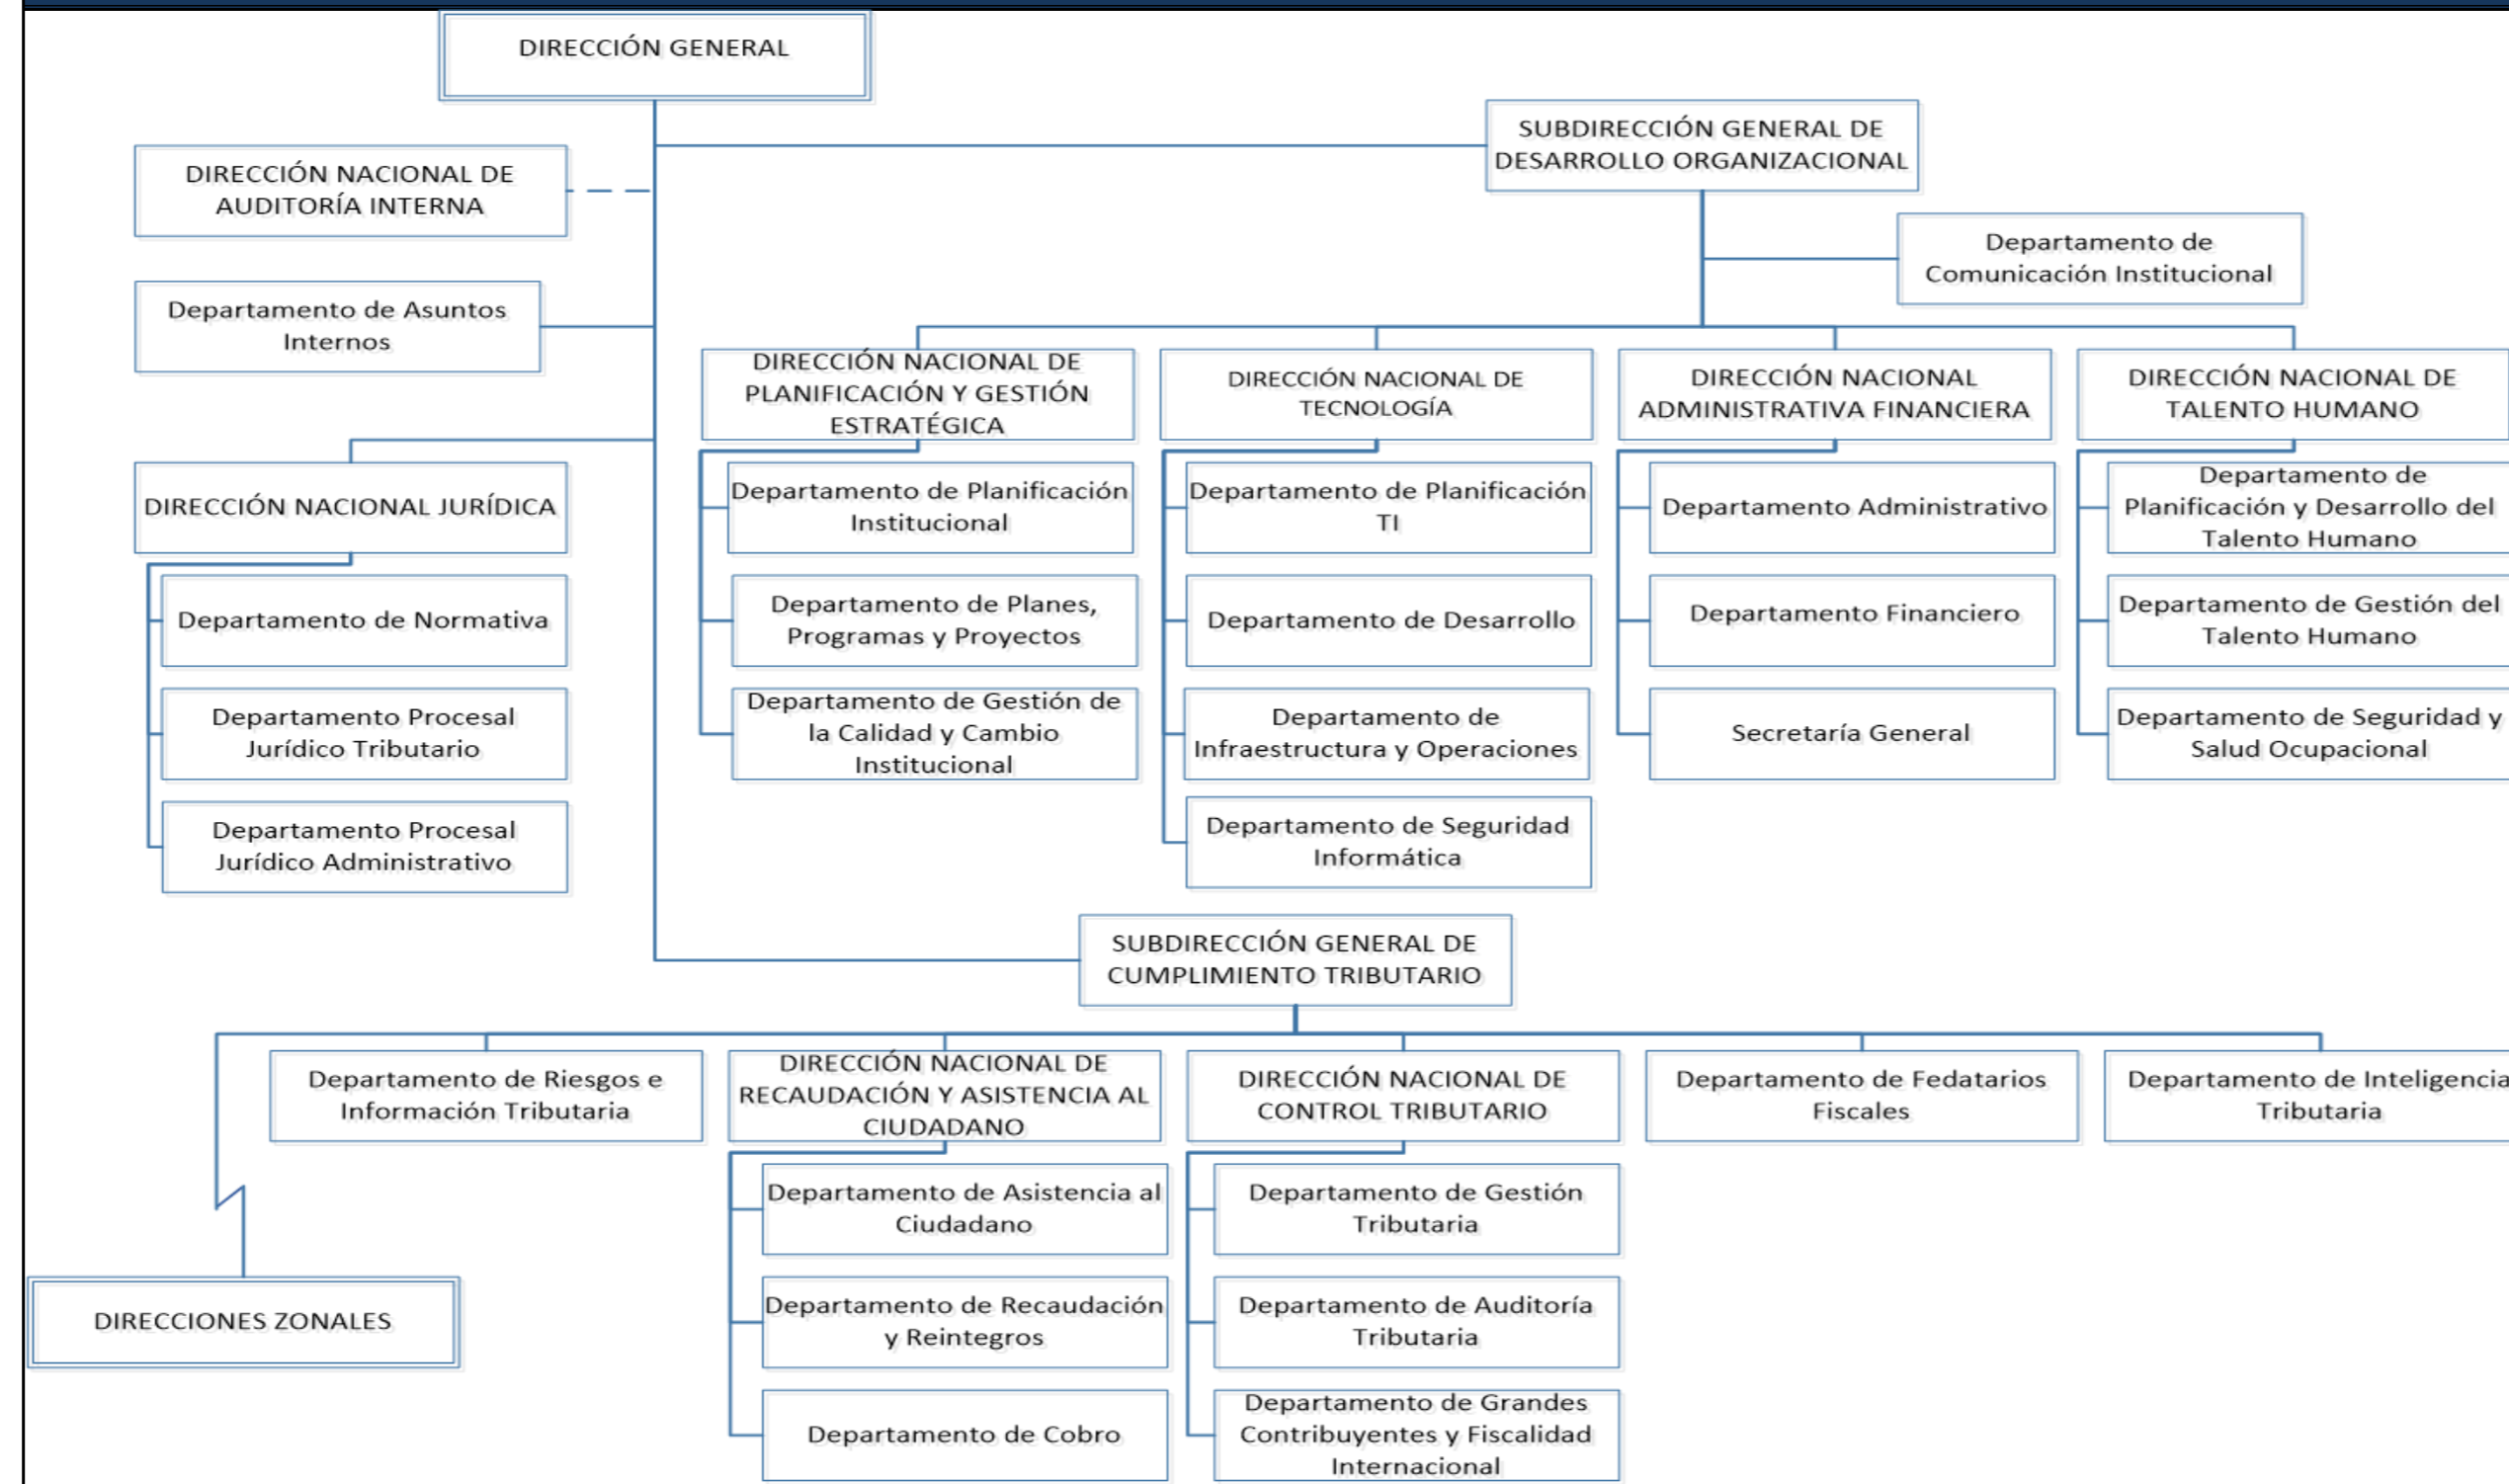 DIRECCIÓN GENERAL
SUBDIRECCIÓN GENERAL DE
DESARROLLO ORGANIZACIONAL
DIRECCIÓN NACIONAL DE
AUDITORÍA INTERNA
Departamento de
Comunicación Institucional
Departamento de Asuntos
Internos
DIRECCIÓN NACIONAL DE
PLANIFICACIÓN Y GESTIÓN
ESTRATÉGICA
DIRECCIÓN NACIONAL DE
TECNOLOGÍA
DIRECCIÓN NACIONAL
ADMINISTRATIVA FINANCIERA
DIRECCIÓN NACIONAL DE
TALENTO HUMANO
DIRECCIÓN NACIONAL JURÍDICA
Departamento de Planificación
Institucional
Departamento de Planificación
TI
Departamento Administrativo
Departamento de
Planificación y Desarrollo del
Talento Humano
Departamento de Normativa
Departamento de Planes,
Programas y Proyectos
Departamento de Desarrollo
Departamento Financiero
Departamento de Gestión del
Talento Humano
Departamento Procesal
Jurídico Tributario
Departamento de Gestión de
la Calidad y Cambio
Institucional
Departamento de
Infraestructura y Operaciones
Secretaría General
Departamento de Seguridad y
Salud Ocupacional
Departamento Procesal
Jurídico Administrativo
Departamento de Seguridad
Informática
SUBDIRECCIÓN GENERAL DE
CUMPLIMIENTO TRIBUTARIO
Departamento de Riesgos e
Información Tributaria
DIRECCIÓN NACIONAL DE
RECAUDACIÓN Y ASISTENCIA AL
CIUDADANO
DIRECCIÓN NACIONAL DE
CONTROL TRIBUTARIO
Departamento de Fedatarios
Fiscales
Departamento de Inteligencia
Tributaria
Departamento de Asistencia al
Ciudadano
Departamento de Gestión
Tributaria
DIRECCIONES ZONALES
Departamento de Recaudación
y Reintegros
Departamento de Auditoría
Tributaria
Departamento de Cobro
Departamento de Grandes
Contribuyentes y Fiscalidad
Internacional